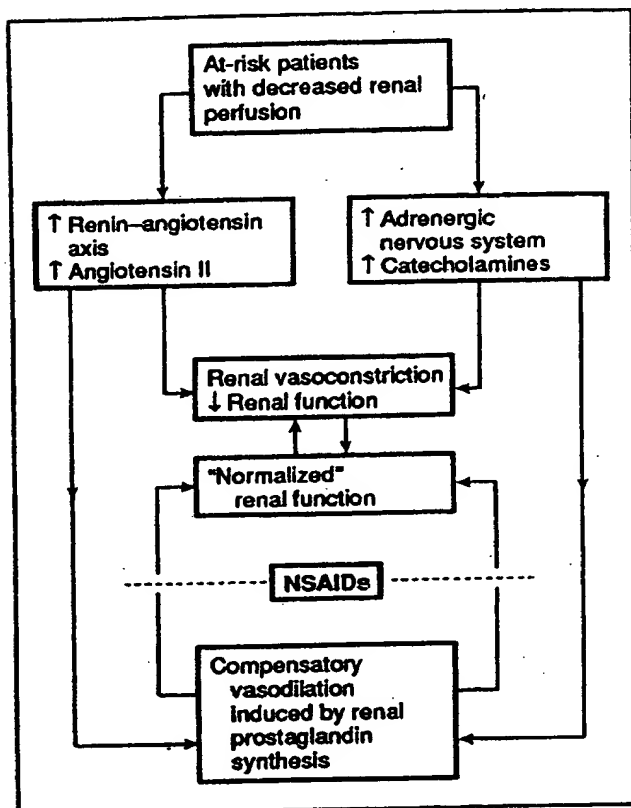 At-risk patients
with decreased renal
perfusion
↑ Renin–angiotensin
axis
↑ Angiotensin II
↑ Adrenergic
nervous system
↑ Catecholamines
Renal vasoconstriction
↓ Renal function
"Normalized"
renal function
NSAIDs
Compensatory
vasodilation
induced by renal
prostaglandin
synthesis